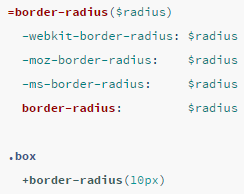 =border-radius($radius)
  -webkit-border-radius: $radius
  -moz-border-radius:    $radius
  -ms-border-radius:     $radius
  border-radius:         $radius

.box
  +border-radius(10px)